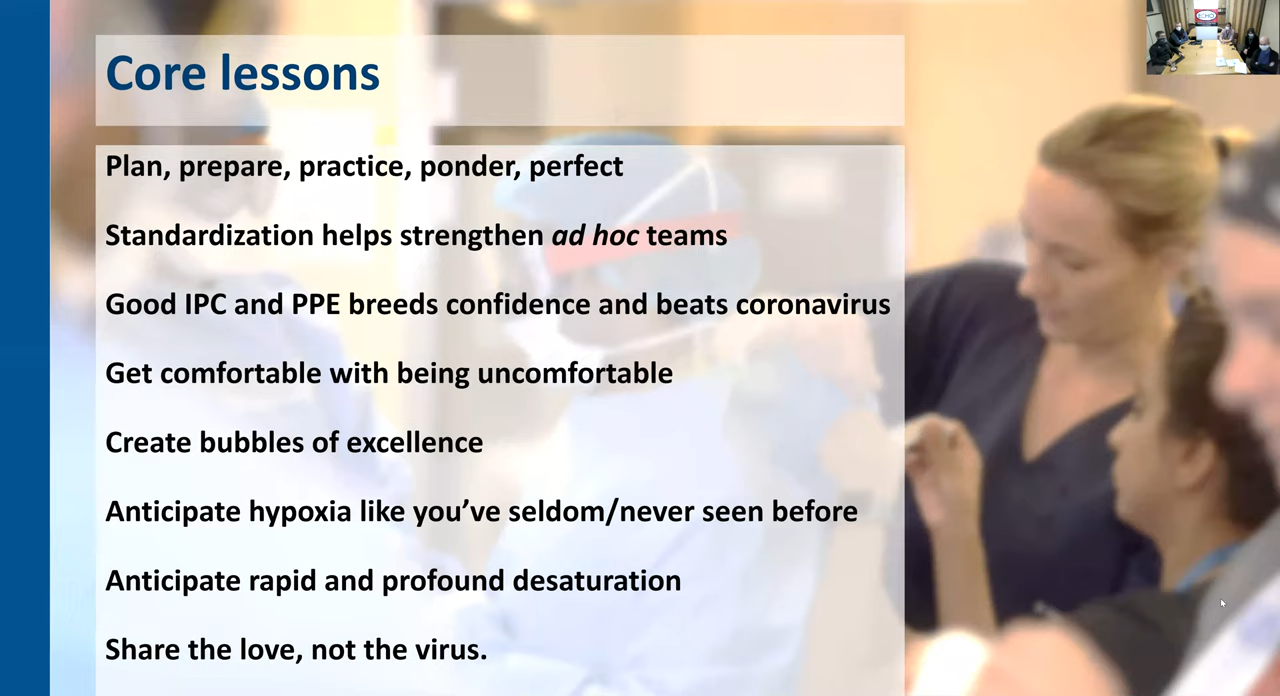 Core lessons
Plan, prepare, practice, ponder, perfect
Standardization helps strengthen ad hoc teams
Good IPC and PPE breeds confidence and beats coronavirus
Get comfortable with being uncomfortable
Create bubbles of excellence
Anticipate hypoxia like you’ve seldom/never seen before
Anticipate rapid and profound desaturation
Share the love, not the virus.